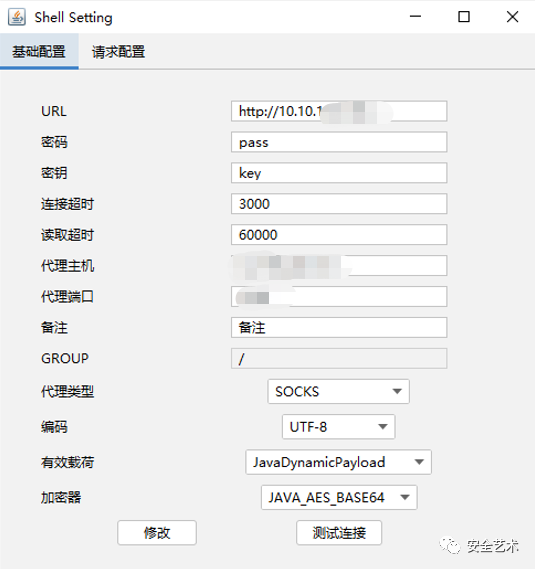 Shell Setting
基础配置 请求配置
URL http://10.10.1
密码 pass
密钥 key
连接超时 3000
读取超时 60000
代理主机
代理端口
备注 备注
GROUP /
代理类型 SOCKS
编码 UTF-8
有效载荷 JavaDynamicPayload
加密器 JAVA_AES_BASE64
修改 测试连接
安全艺术